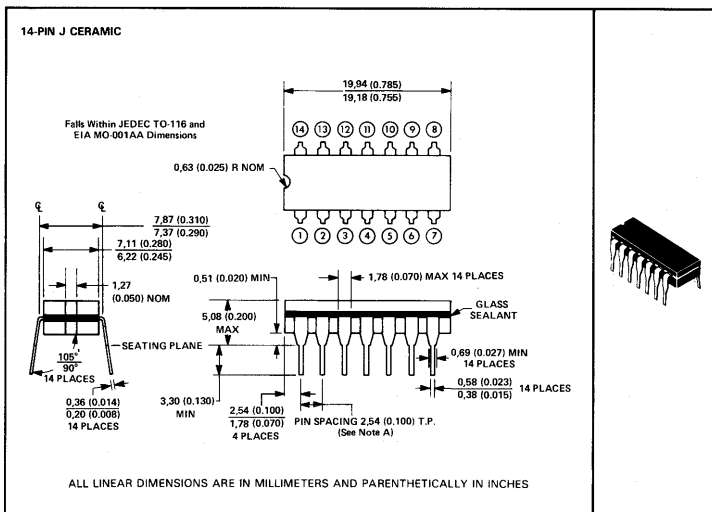 14-PIN J CERAMIC
19,94 (0.785)
19,18 (0.755)
Falls Within JEDEC TO-116 and
EIA MO-001AA Dimensions
14 13 12 11 10 9 8
0,63 (0.025) R NOM
1 2 3 4 5 6 7
℄ ℄
7,87 (0.310)
7,37 (0.290)
7,11 (0.280)
6,22 (0.245)
1,27
(0.050) NOM
0,51 (0.020) MIN
1,78 (0.070) MAX 14 PLACES
5,08 (0.200)
MAX
GLASS
SEALANT
SEATING PLANE
105°
90°
14 PLACES
0,69 (0.027) MIN
14 PLACES
0,36 (0.014)
0,20 (0.008)
14 PLACES
3,30 (0.130)
MIN
0,58 (0.023)
0,38 (0.015)
14 PLACES
2,54 (0.100)
1,78 (0.070)
4 PLACES
PIN SPACING 2,54 (0.100) T.P.
(See Note A)
ALL LINEAR DIMENSIONS ARE IN MILLIMETERS AND PARENTHETICALLY IN INCHES